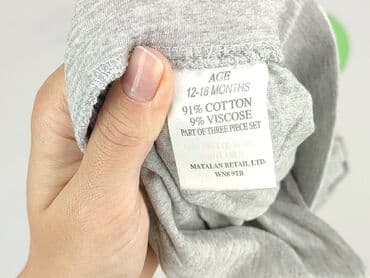 AGE
12-18 MONTHS
91% COTTON
9% VISCOSE
PART OF THREE PIECE SET
MATALAN RETAIL LTD.
WN8 9TB